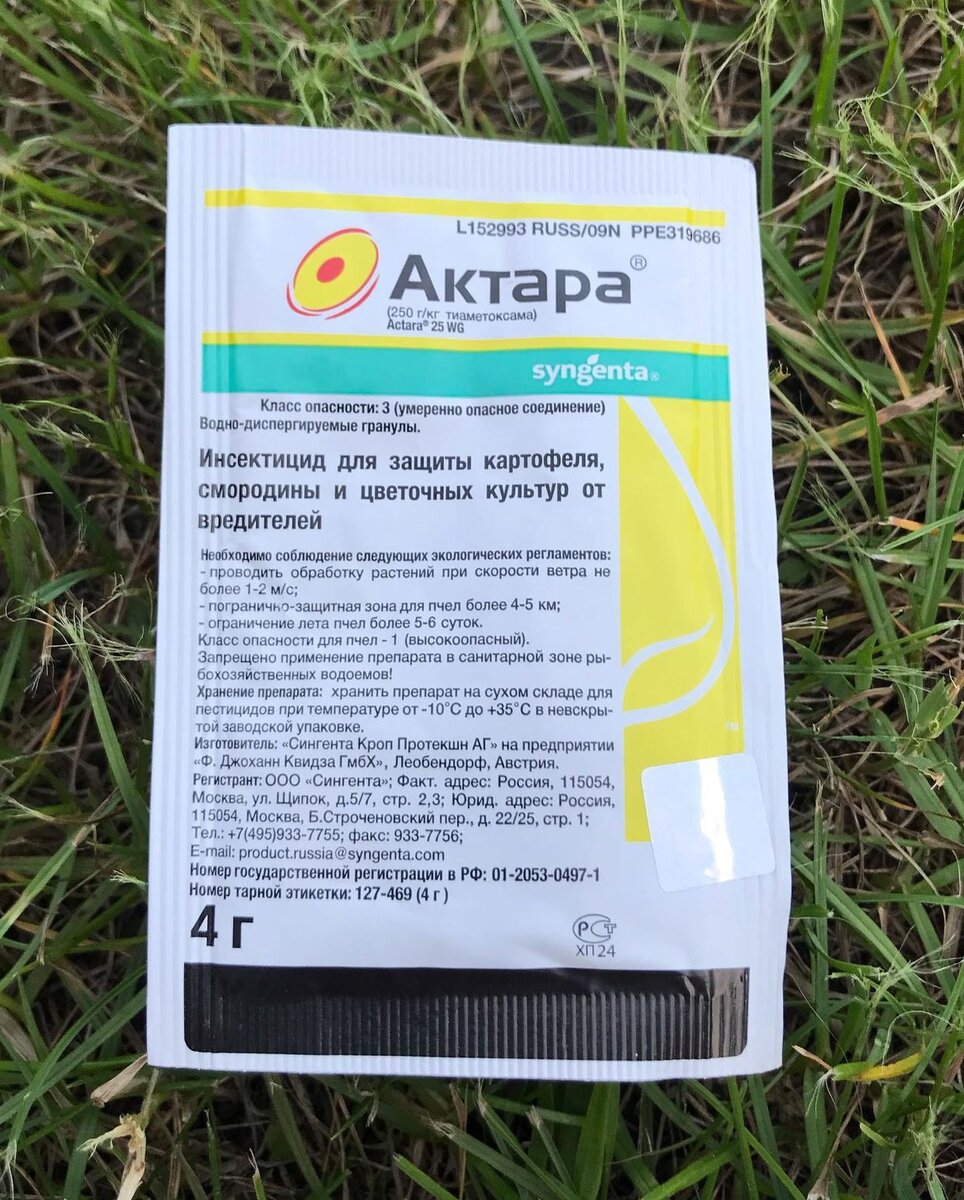 L152993 RUSS/09N PPE319686
Актара®
(250 г/кг тиаметоксама)
Actara® 25 WG
syngenta®
Класс опасности: 3 (умеренно опасное соединение)
Водно-диспергируемые гранулы.
Инсектицид для защиты картофеля,
смородины и цветочных культур от
вредителей
Необходимо соблюдение следующих экологических регламентов:
- проводить обработку растений при скорости ветра не
более 1-2 м/с;
- погранично-защитная зона для пчел более 4-5 км;
- ограничение лета пчел более 5-6 суток.
Класс опасности для пчел - 1 (высокоопасный).
Запрещено применение препарата в санитарной зоне ры-
бохозяйственных водоемов!
Хранение препарата: хранить препарат на сухом складе для
пестицидов при температуре от -10°С до +35°С в невскры-
той заводской упаковке.
Изготовитель: «Сингента Кроп Протекшн АГ» на предприятии
«Ф. Джоханн Квидза ГмбХ», Леобендорф, Австрия.
Регистрант: ООО «Сингента»; Факт. адрес: Россия, 115054,
Москва, ул. Щипок, д.5/7, стр. 2,3; Юрид. адрес: Россия,
115054, Москва, Б.Строченовский пер., д. 22/25, стр. 1;
Тел.: +7(495)933-7755; факс: 933-7756;
E-mail: product.russia@syngenta.com
Номер государственной регистрации в РФ: 01-2053-0497-1
Номер тарной этикетки: 127-469 (4 г )
4 г
РСТ
ХП24
TM